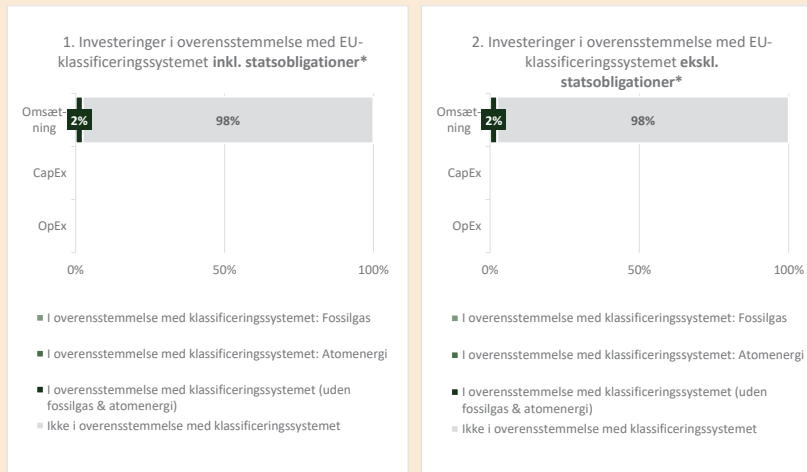 1. Investeringer i overensstemmelse med EU-
klassificeringssystemet inkl. statsobligationer*
Omsæt-
ning
2%
98%
CapEx
OpEx
0%
50%
100%
I overensstemmelse med klassificeringssystemet: Fossilgas
I overensstemmelse med klassificeringssystemet: Atomenergi
I overensstemmelse med klassificeringssystemet (uden
fossilgas & atomenergi)
Ikke i overensstemmelse med klassificeringssystemet
2. Investeringer i overensstemmelse med EU-
klassificeringssystemet ekskl.
statsobligationer*
Omsæt-
ning
2%
98%
CapEx
OpEx
0%
50%
100%
I overensstemmelse med klassificeringssystemet: Fossilgas
I overensstemmelse med klassificeringssystemet: Atomenergi
I overensstemmelse med klassificeringssystemet (uden
fossilgas & atomenergi)
Ikke i overensstemmelse med klassificeringssystemet